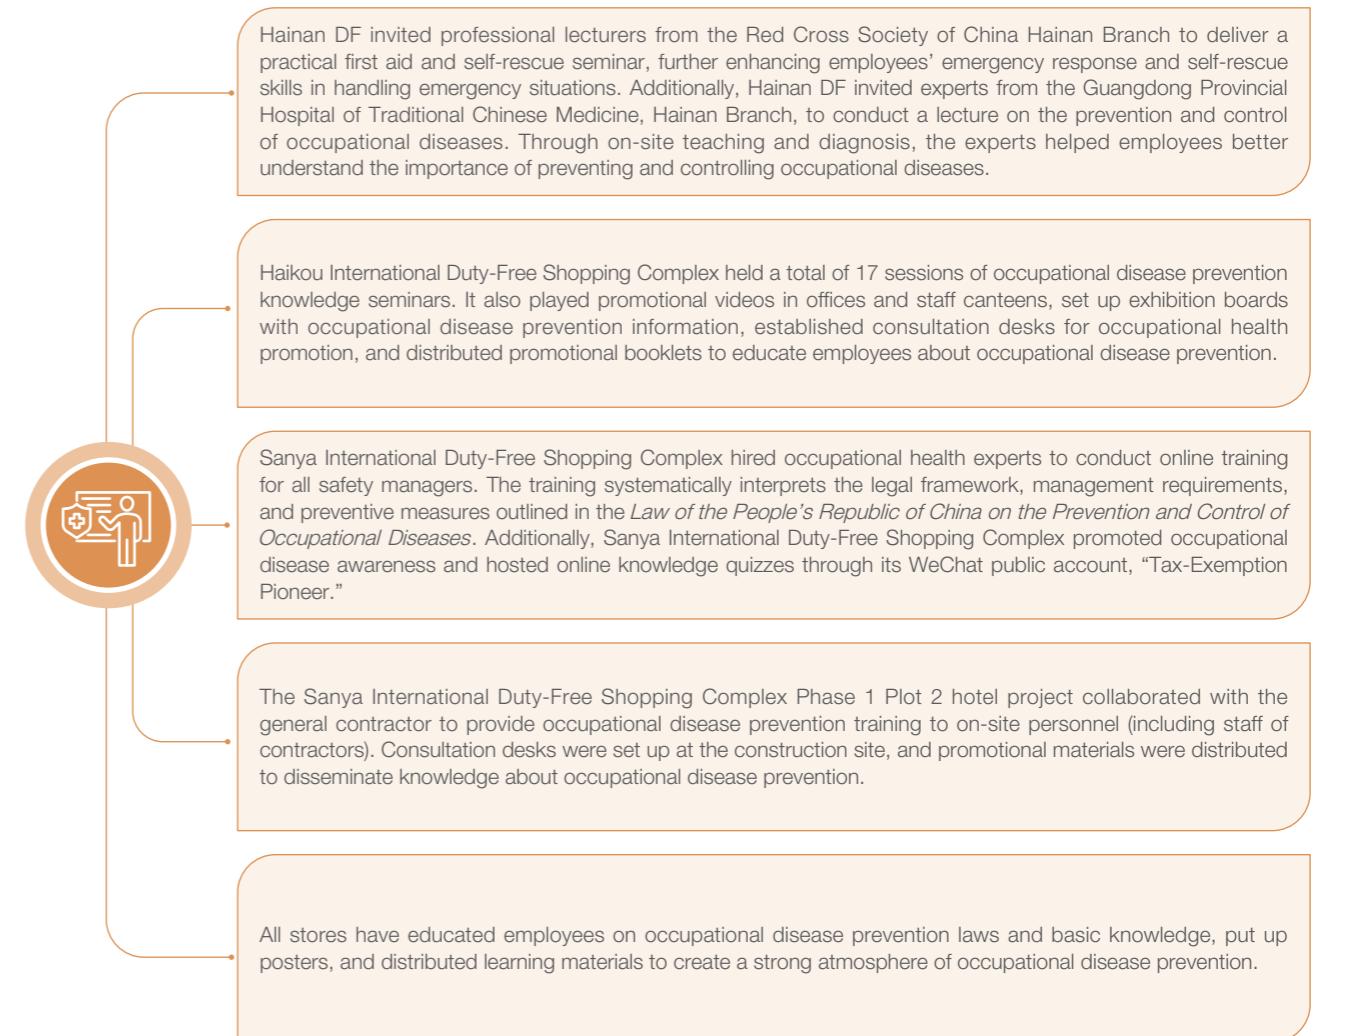 Hainan DF invited professional lecturers from the Red Cross Society of China Hainan Branch to deliver a
practical first aid and self-rescue seminar, further enhancing employees’ emergency response and self-rescue
skills in handling emergency situations. Additionally, Hainan DF invited experts from the Guangdong Provincial
Hospital of Traditional Chinese Medicine, Hainan Branch, to conduct a lecture on the prevention and control
of occupational diseases. Through on-site teaching and diagnosis, the experts helped employees better
understand the importance of preventing and controlling occupational diseases.
Haikou International Duty-Free Shopping Complex held a total of 17 sessions of occupational disease prevention
knowledge seminars. It also played promotional videos in offices and staff canteens, set up exhibition boards
with occupational disease prevention information, established consultation desks for occupational health
promotion, and distributed promotional booklets to educate employees about occupational disease prevention.
Sanya International Duty-Free Shopping Complex hired occupational health experts to conduct online training
for all safety managers. The training systematically interprets the legal framework, management requirements,
and preventive measures outlined in the Law of the People’s Republic of China on the Prevention and Control of
Occupational Diseases. Additionally, Sanya International Duty-Free Shopping Complex promoted occupational
disease awareness and hosted online knowledge quizzes through its WeChat public account, “Tax-Exemption
Pioneer.”
The Sanya International Duty-Free Shopping Complex Phase 1 Plot 2 hotel project collaborated with the
general contractor to provide occupational disease prevention training to on-site personnel (including staff of
contractors). Consultation desks were set up at the construction site, and promotional materials were distributed
to disseminate knowledge about occupational disease prevention.
All stores have educated employees on occupational disease prevention laws and basic knowledge, put up
posters, and distributed learning materials to create a strong atmosphere of occupational disease prevention.